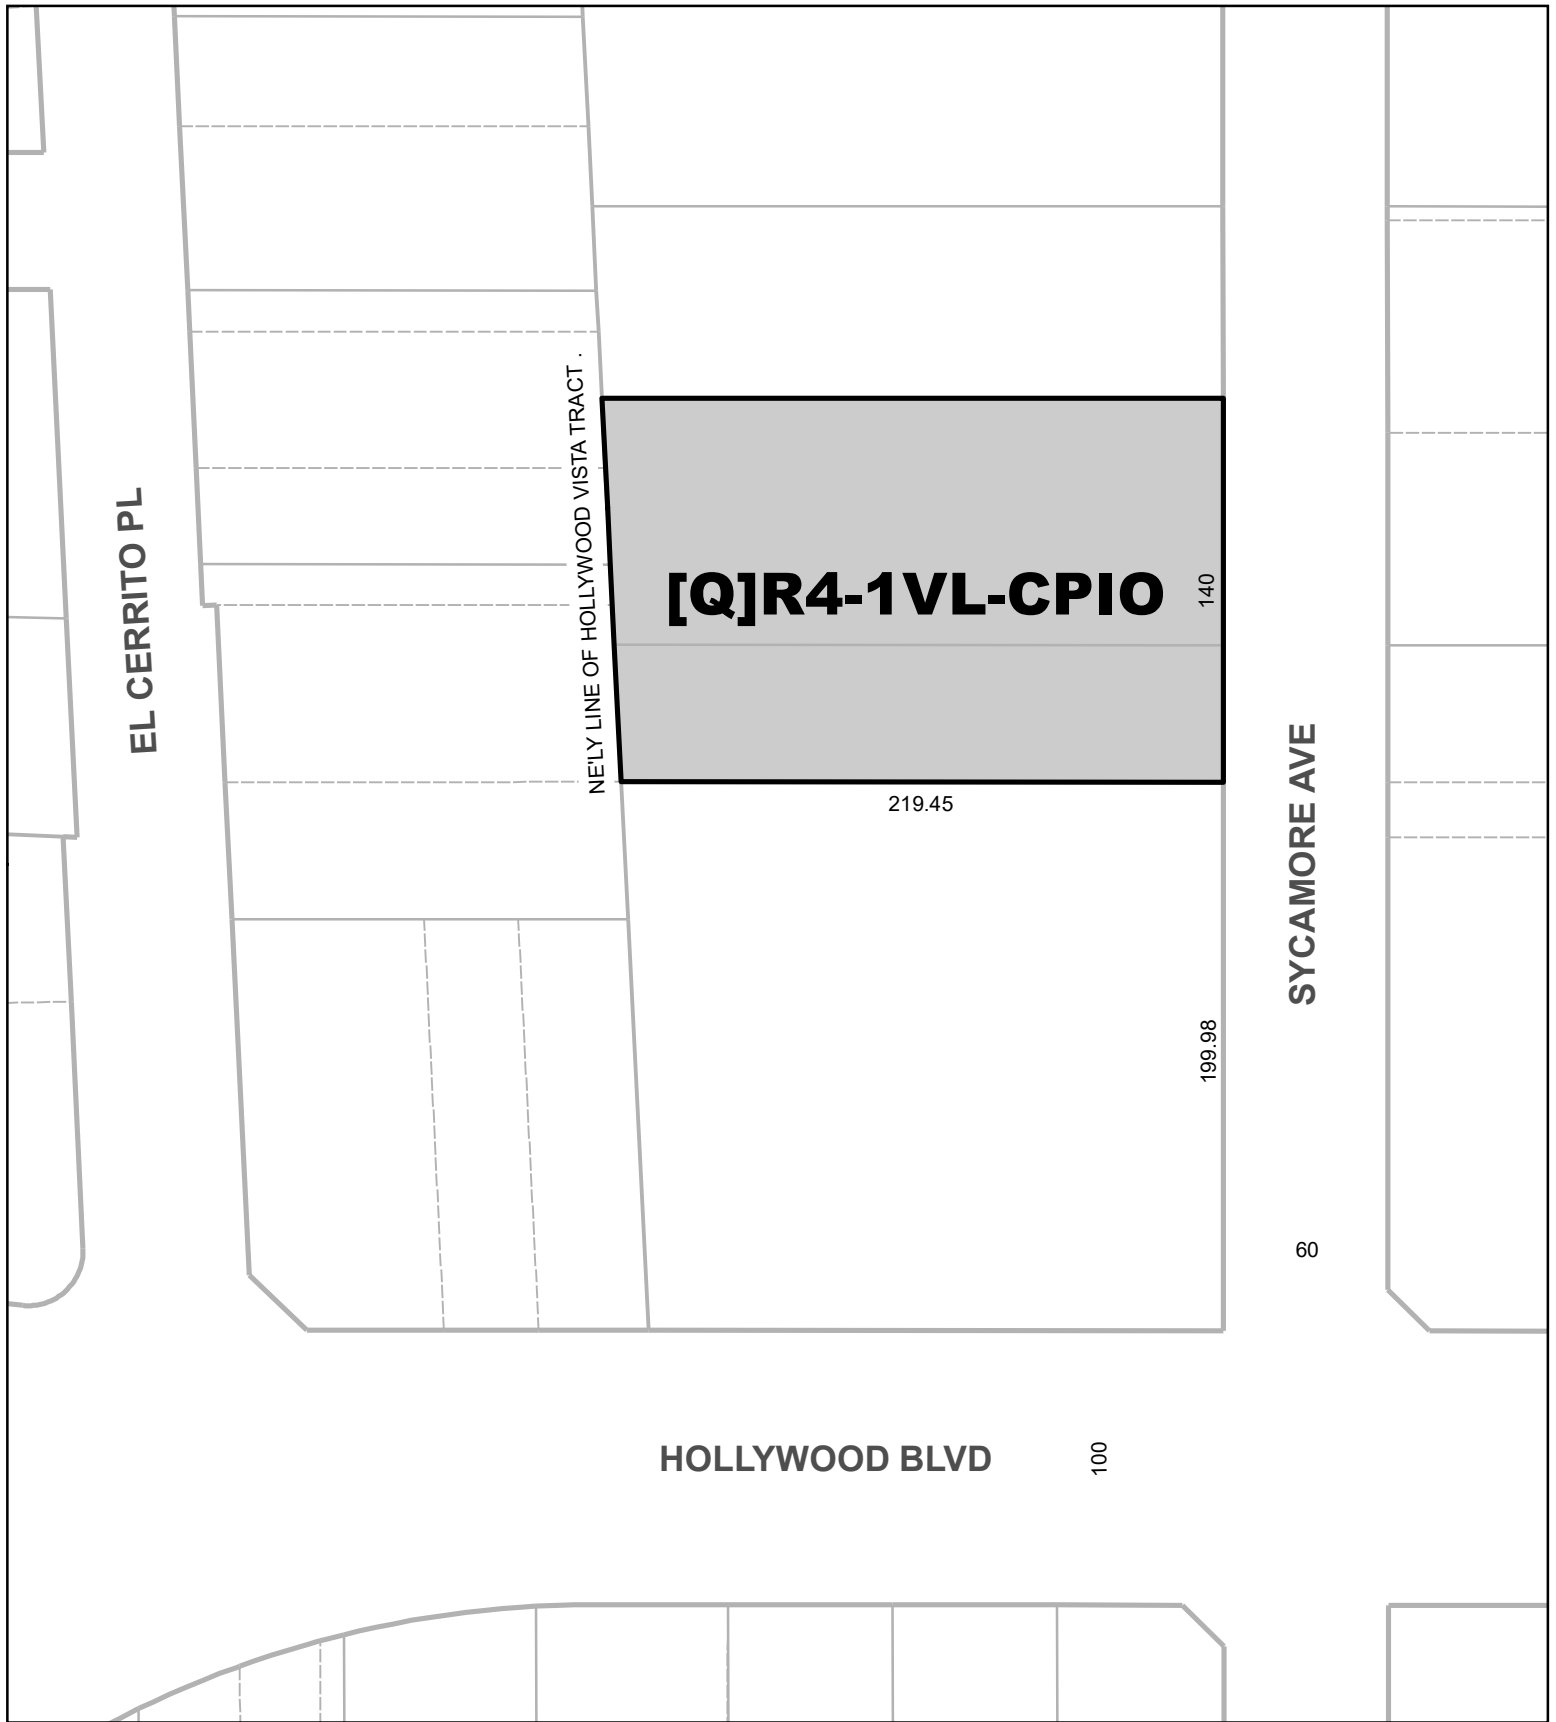 NE'LY LINE OF HOLLYWOOD VISTA TRACT .
EL CERRITO PL
[Q]R4-1VL-CPIO
140
219.45
SYCAMORE AVE
199.98
60
HOLLYWOOD BLVD
100